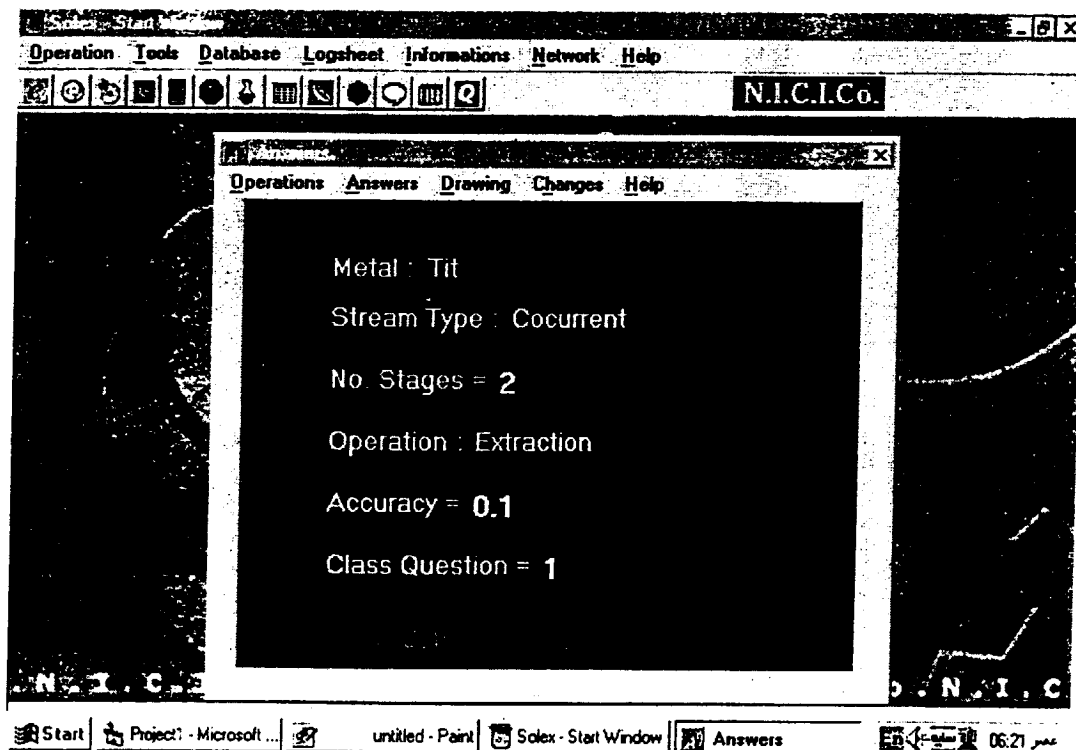 Solex - Start Window
Operation Tools Database Logsheet Informations Network Help
N.I.C.I.Co.
Answers
Operations Answers Drawing Changes Help
Metal : Tit
Stream Type : Cocurrent
No. Stages = 2
Operation : Extraction
Accuracy = 0.1
Class Question = 1
N.I.C.
N.I.C
Start Project1 - Microsoft ... untitled - Paint Solex - Start Window Answers En 06:21 عصر